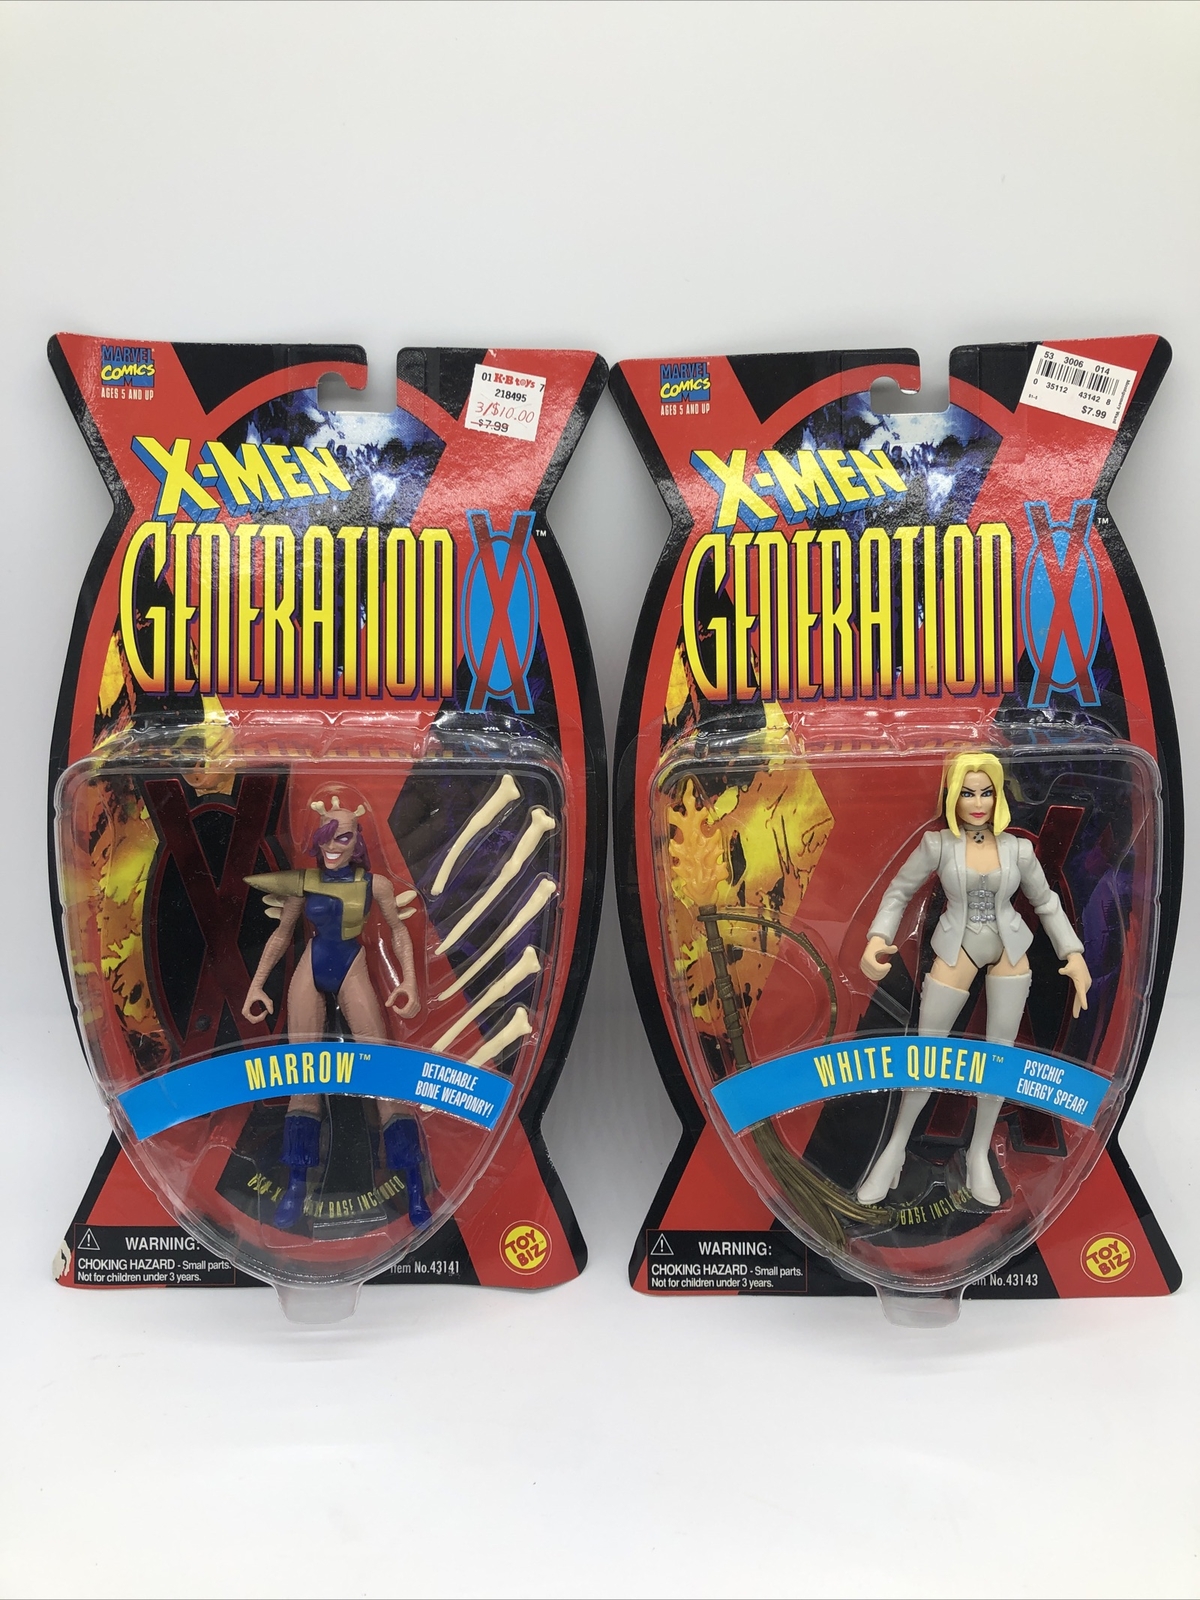 MARVEL
COMICS
M
AGES 5 AND UP
01 K·B toys 7
218495
3/$10.00
$7.99
X-MEN
GENERATION X™
MARROW™
DETACHABLE
BONE WEAPONRY!
GEN-X
BASE INCLUDED
WARNING:
CHOKING HAZARD - Small parts.
Not for children under 3 years.
Item No.43141
TOY
BIZ
MARVEL
COMICS
M
AGES 5 AND UP
53 3006 014
0 35112 43142 8
$7.99
X-MEN
GENERATION X™
WHITE QUEEN™
PSYCHIC
ENERGY SPEAR!
BASE
WARNING:
CHOKING HAZARD - Small parts.
Not for children under 3 years.
No.43143
TOY
BIZ